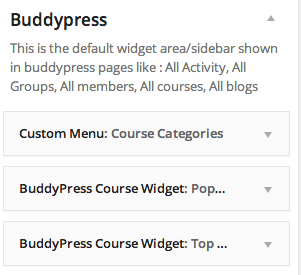 Buddypress
This is the default widget area/sidebar shown
in buddypress pages like : All Activity, All
Groups, All members, All courses, All blogs
Custom Menu: Course Categories
BuddyPress Course Widget: Pop...
BuddyPress Course Widget: Top ...